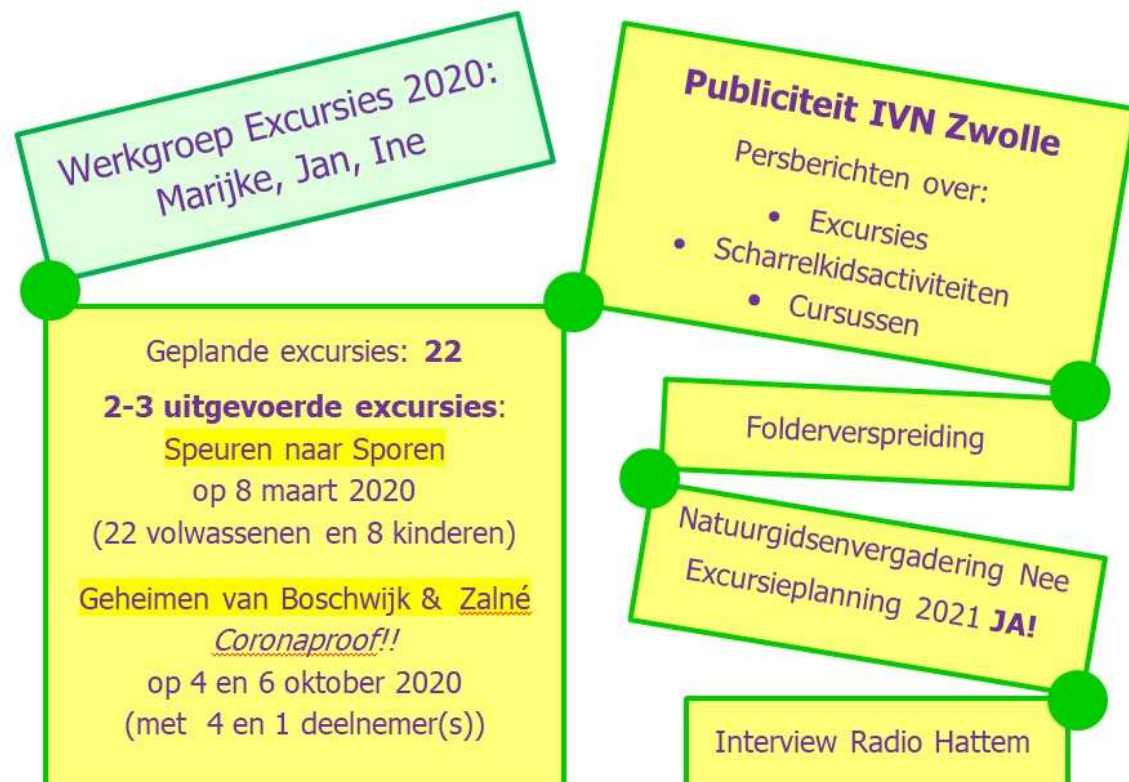 Werkgroep Excursies 2020:
Marijke, Jan, Ine
Geplande excursies: 22
2-3 uitgevoerde excursies:
Speuren naar Sporen
op 8 maart 2020
(22 volwassenen en 8 kinderen)
Geheimen van Boschwijk & Zalné
Coronaproof!!
op 4 en 6 oktober 2020
(met 4 en 1 deelnemer(s))
Publiciteit IVN Zwolle
Persberichten over:
• Excursies
• Scharrelkidsactiviteiten
• Cursussen
Folderverspreiding
Natuurgidsenvergadering Nee
Excursieplanning 2021 JA!
Interview Radio Hattem